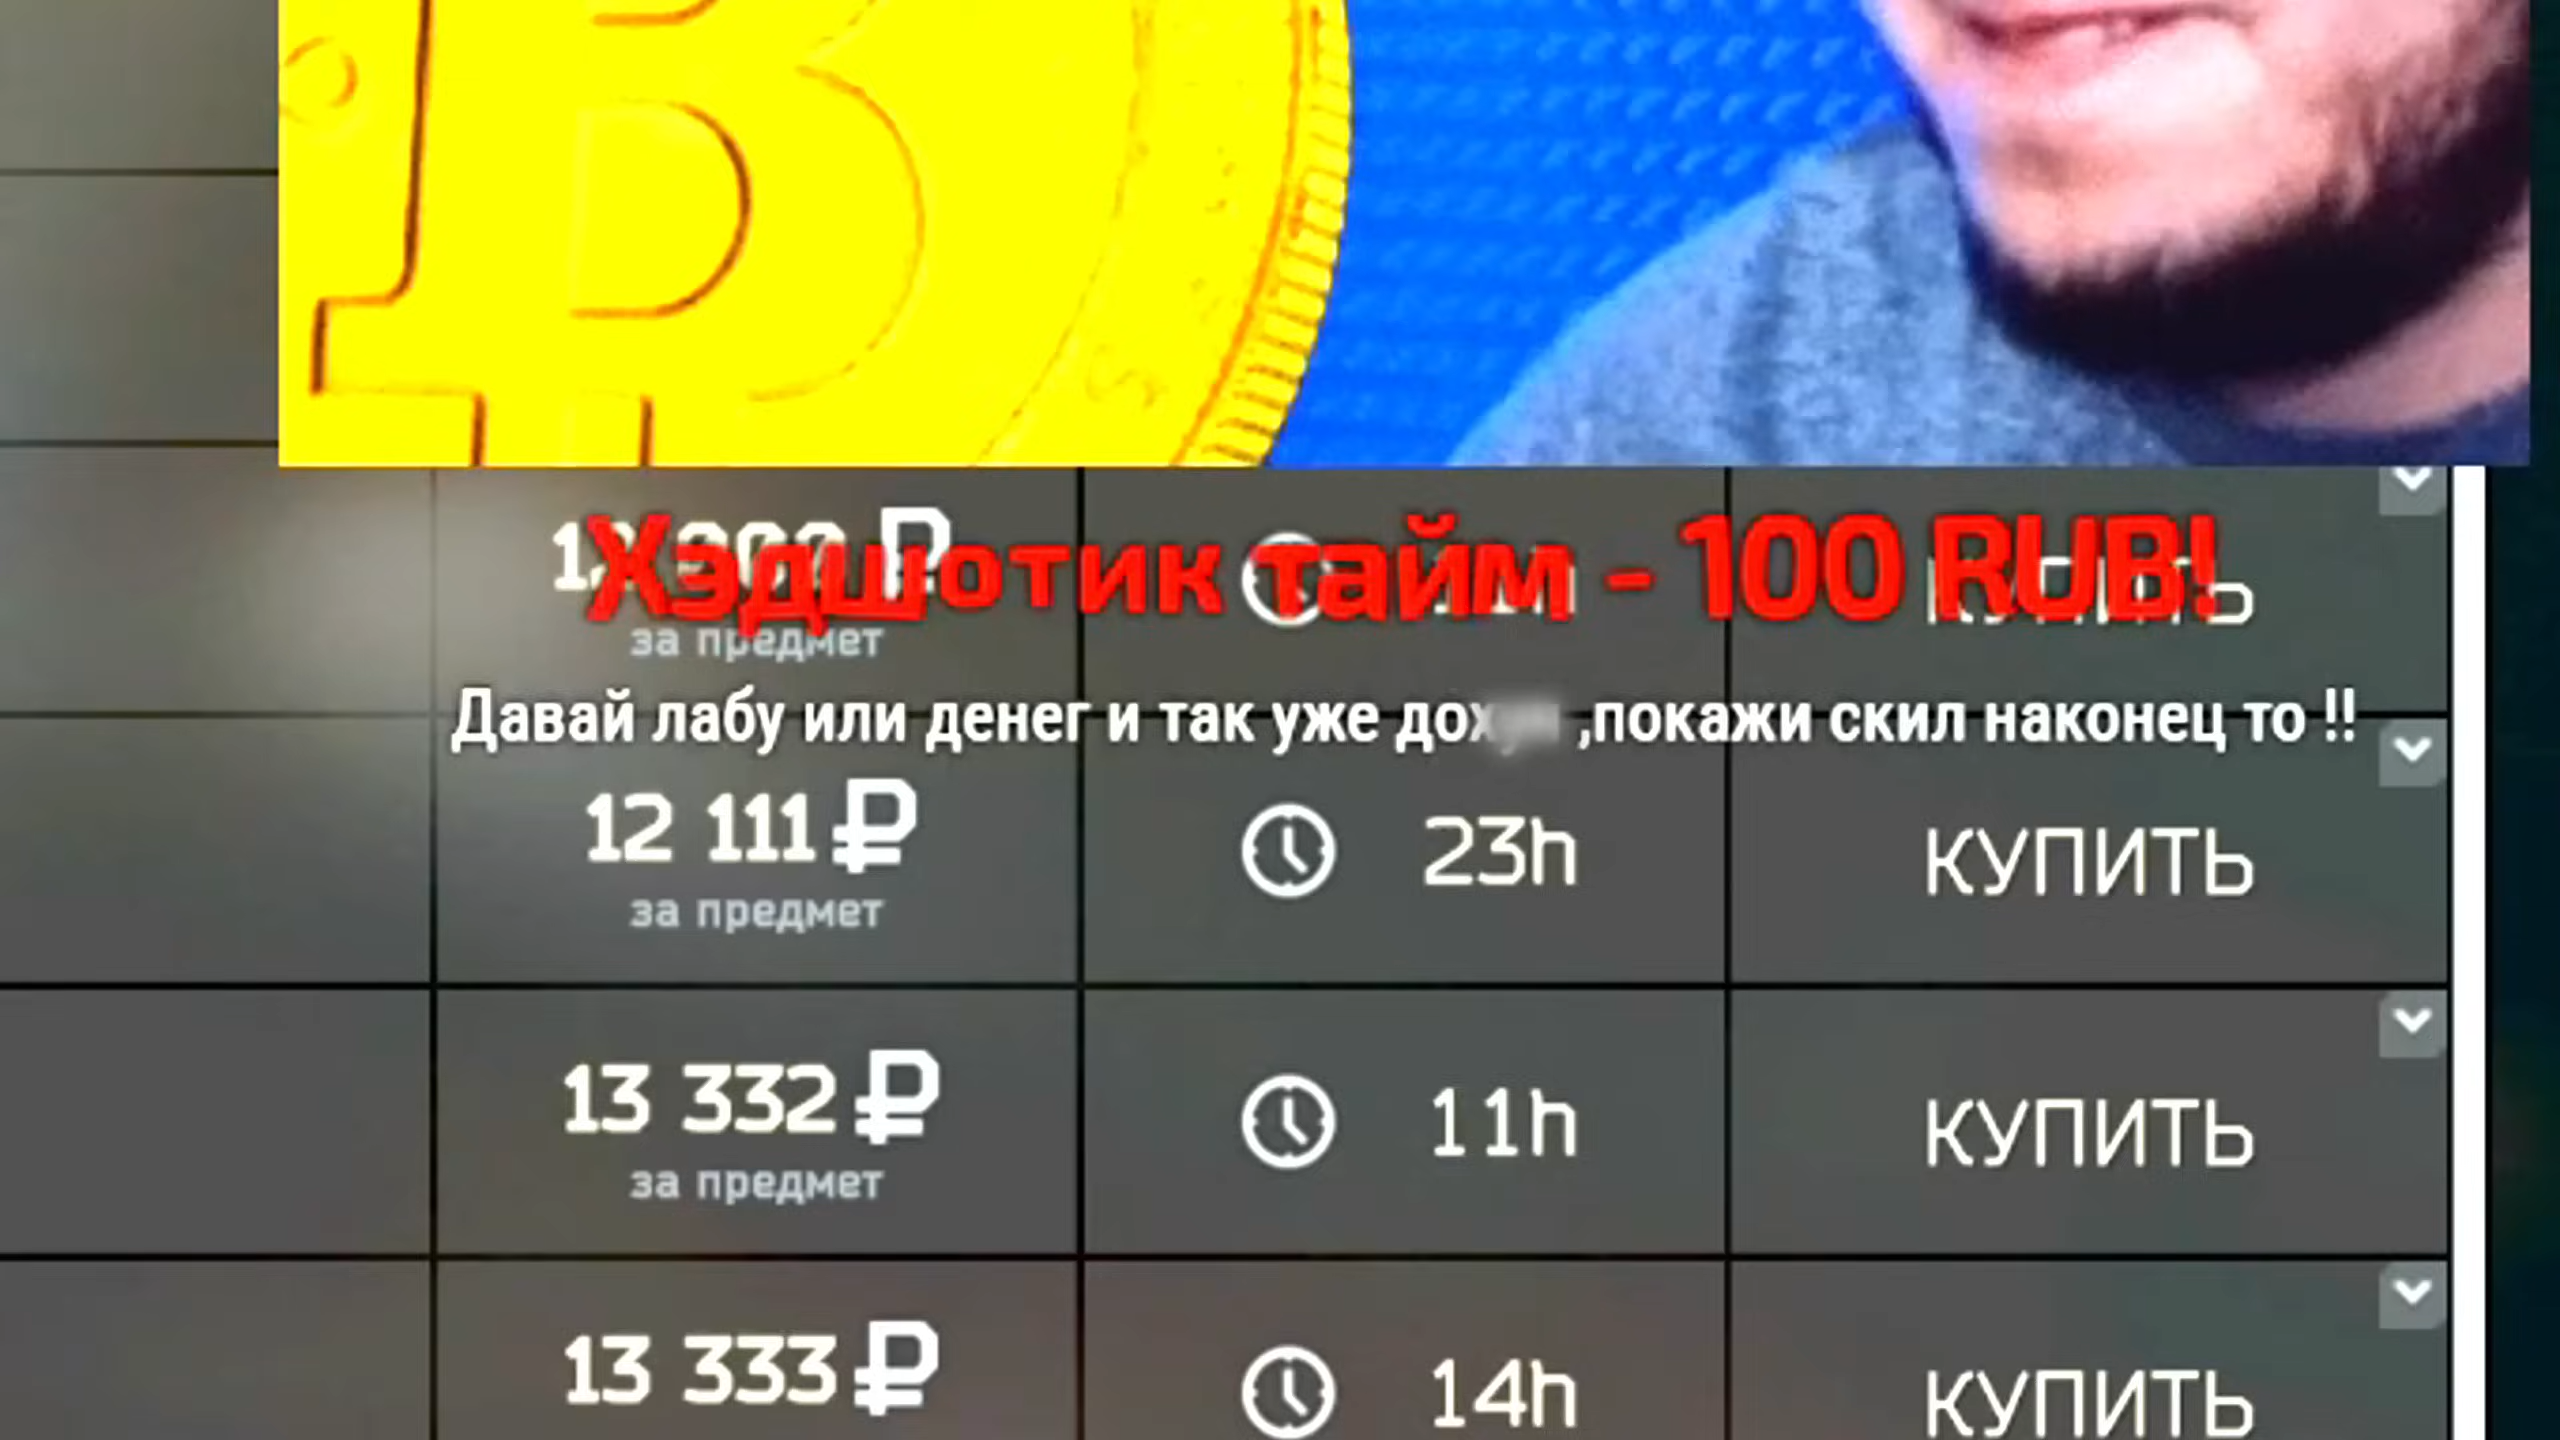 Хэдшотик тайм - 100 RUB!
за предмет
Давай лабу или денег и так уже ,покажи скил наконец то !!
12 111 ₽ 23h КУПИТЬ
за предмет
13 332 ₽ 11h КУПИТЬ
за предмет
13 333 ₽ 14h КУПИТЬ